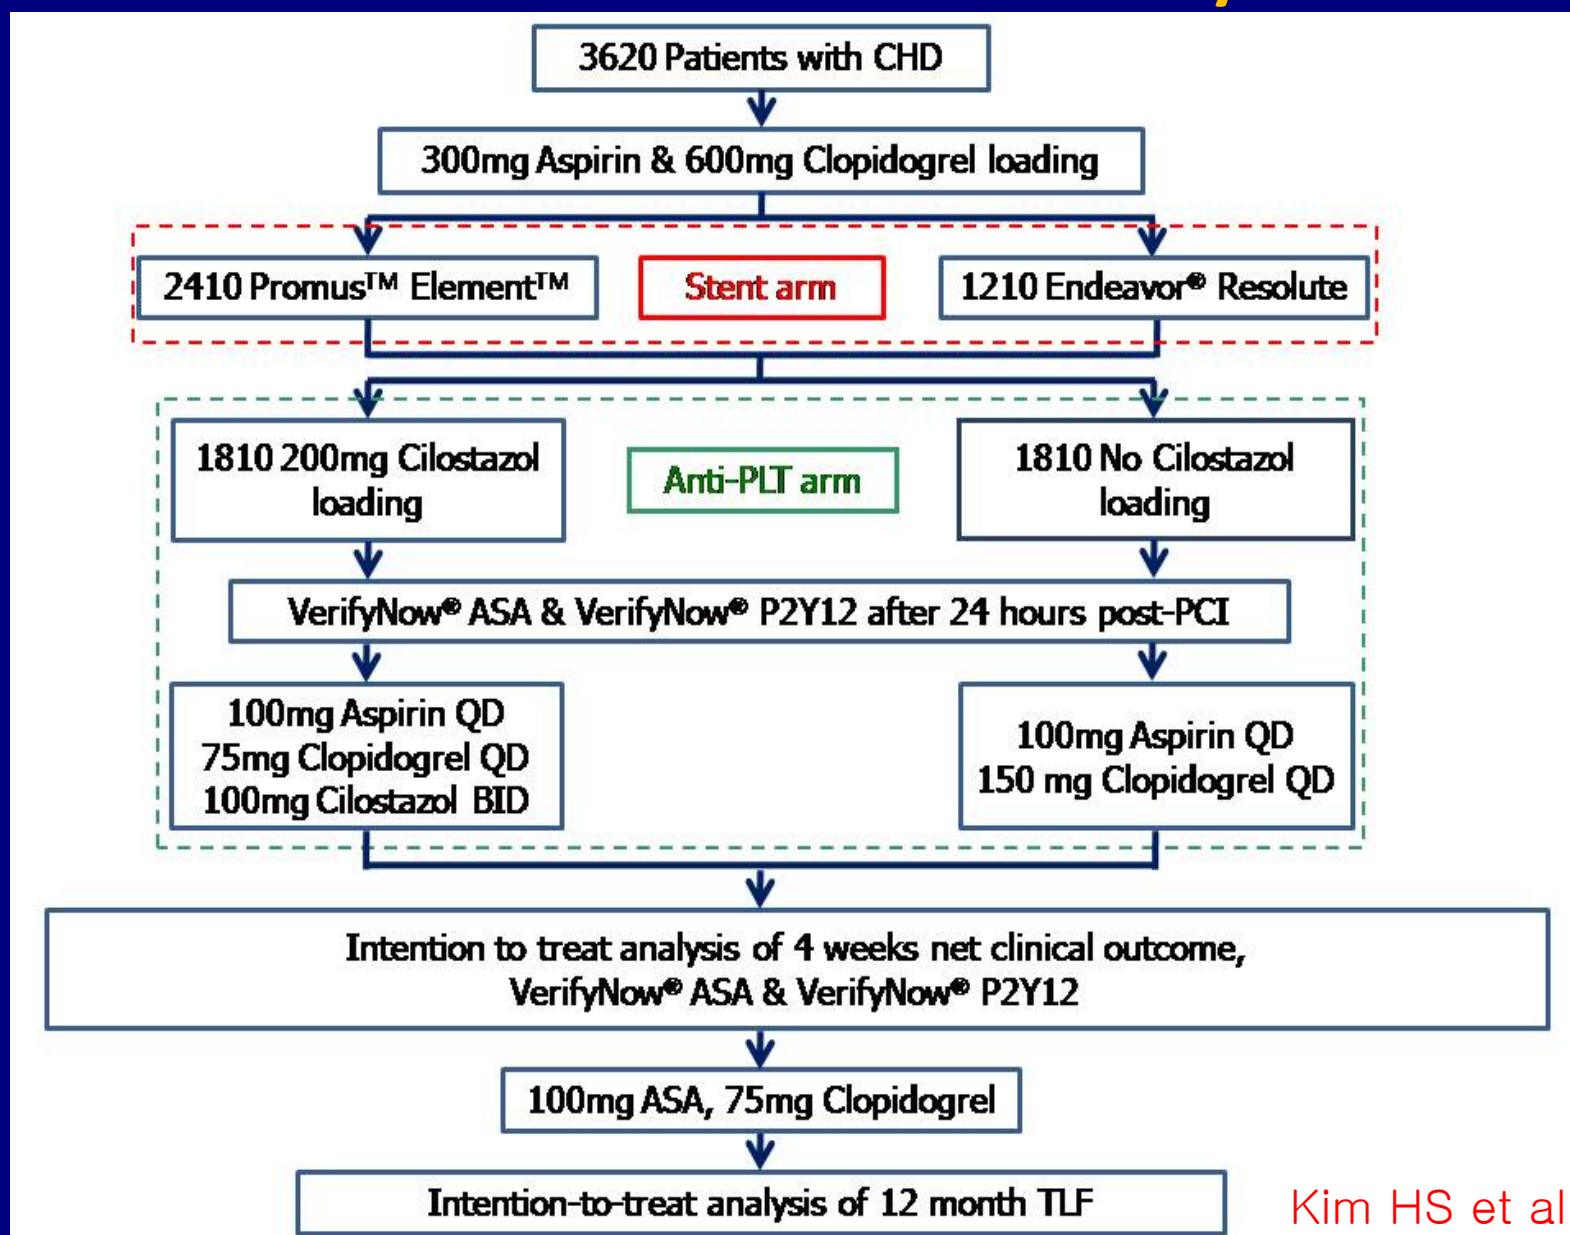 3620 Patients with CHD
300mg Aspirin & 600mg Clopidogrel loading
2410 Promus™ Element™
Stent arm
1210 Endeavor® Resolute
1810 200mg Cilostazol
loading
Anti-PLT arm
1810 No Cilostazol
loading
VerifyNow® ASA & VerifyNow® P2Y12 after 24 hours post-PCI
100mg Aspirin QD
75mg Clopidogrel QD
100mg Cilostazol BID
100mg Aspirin QD
150 mg Clopidogrel QD
Intention to treat analysis of 4 weeks net clinical outcome,
VerifyNow® ASA & VerifyNow® P2Y12
100mg ASA, 75mg Clopidogrel
Intention-to-treat analysis of 12 month TLF
Kim HS et al